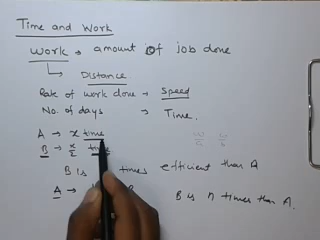 Time and Work
Work → amount of job done
↳ Distance
Rate of work done → Speed
No. of days → Time.
A → x time
B → x/2
B is times efficient than A
A → B is n times than A.